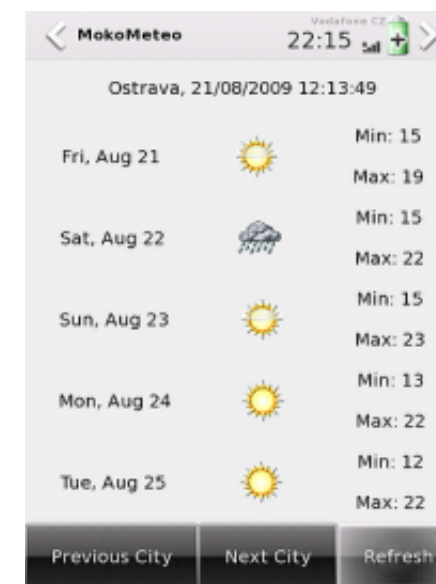 Vodafone CZ
MokoMeteo 22:15
Ostrava, 21/08/2009 12:13:49
Min: 15
Fri, Aug 21
Max: 19
Min: 15
Sat, Aug 22
Max: 22
Min: 15
Sun, Aug 23
Max: 23
Min: 13
Mon, Aug 24
Max: 22
Min: 12
Tue, Aug 25
Max: 22
Previous City Next City Refresh